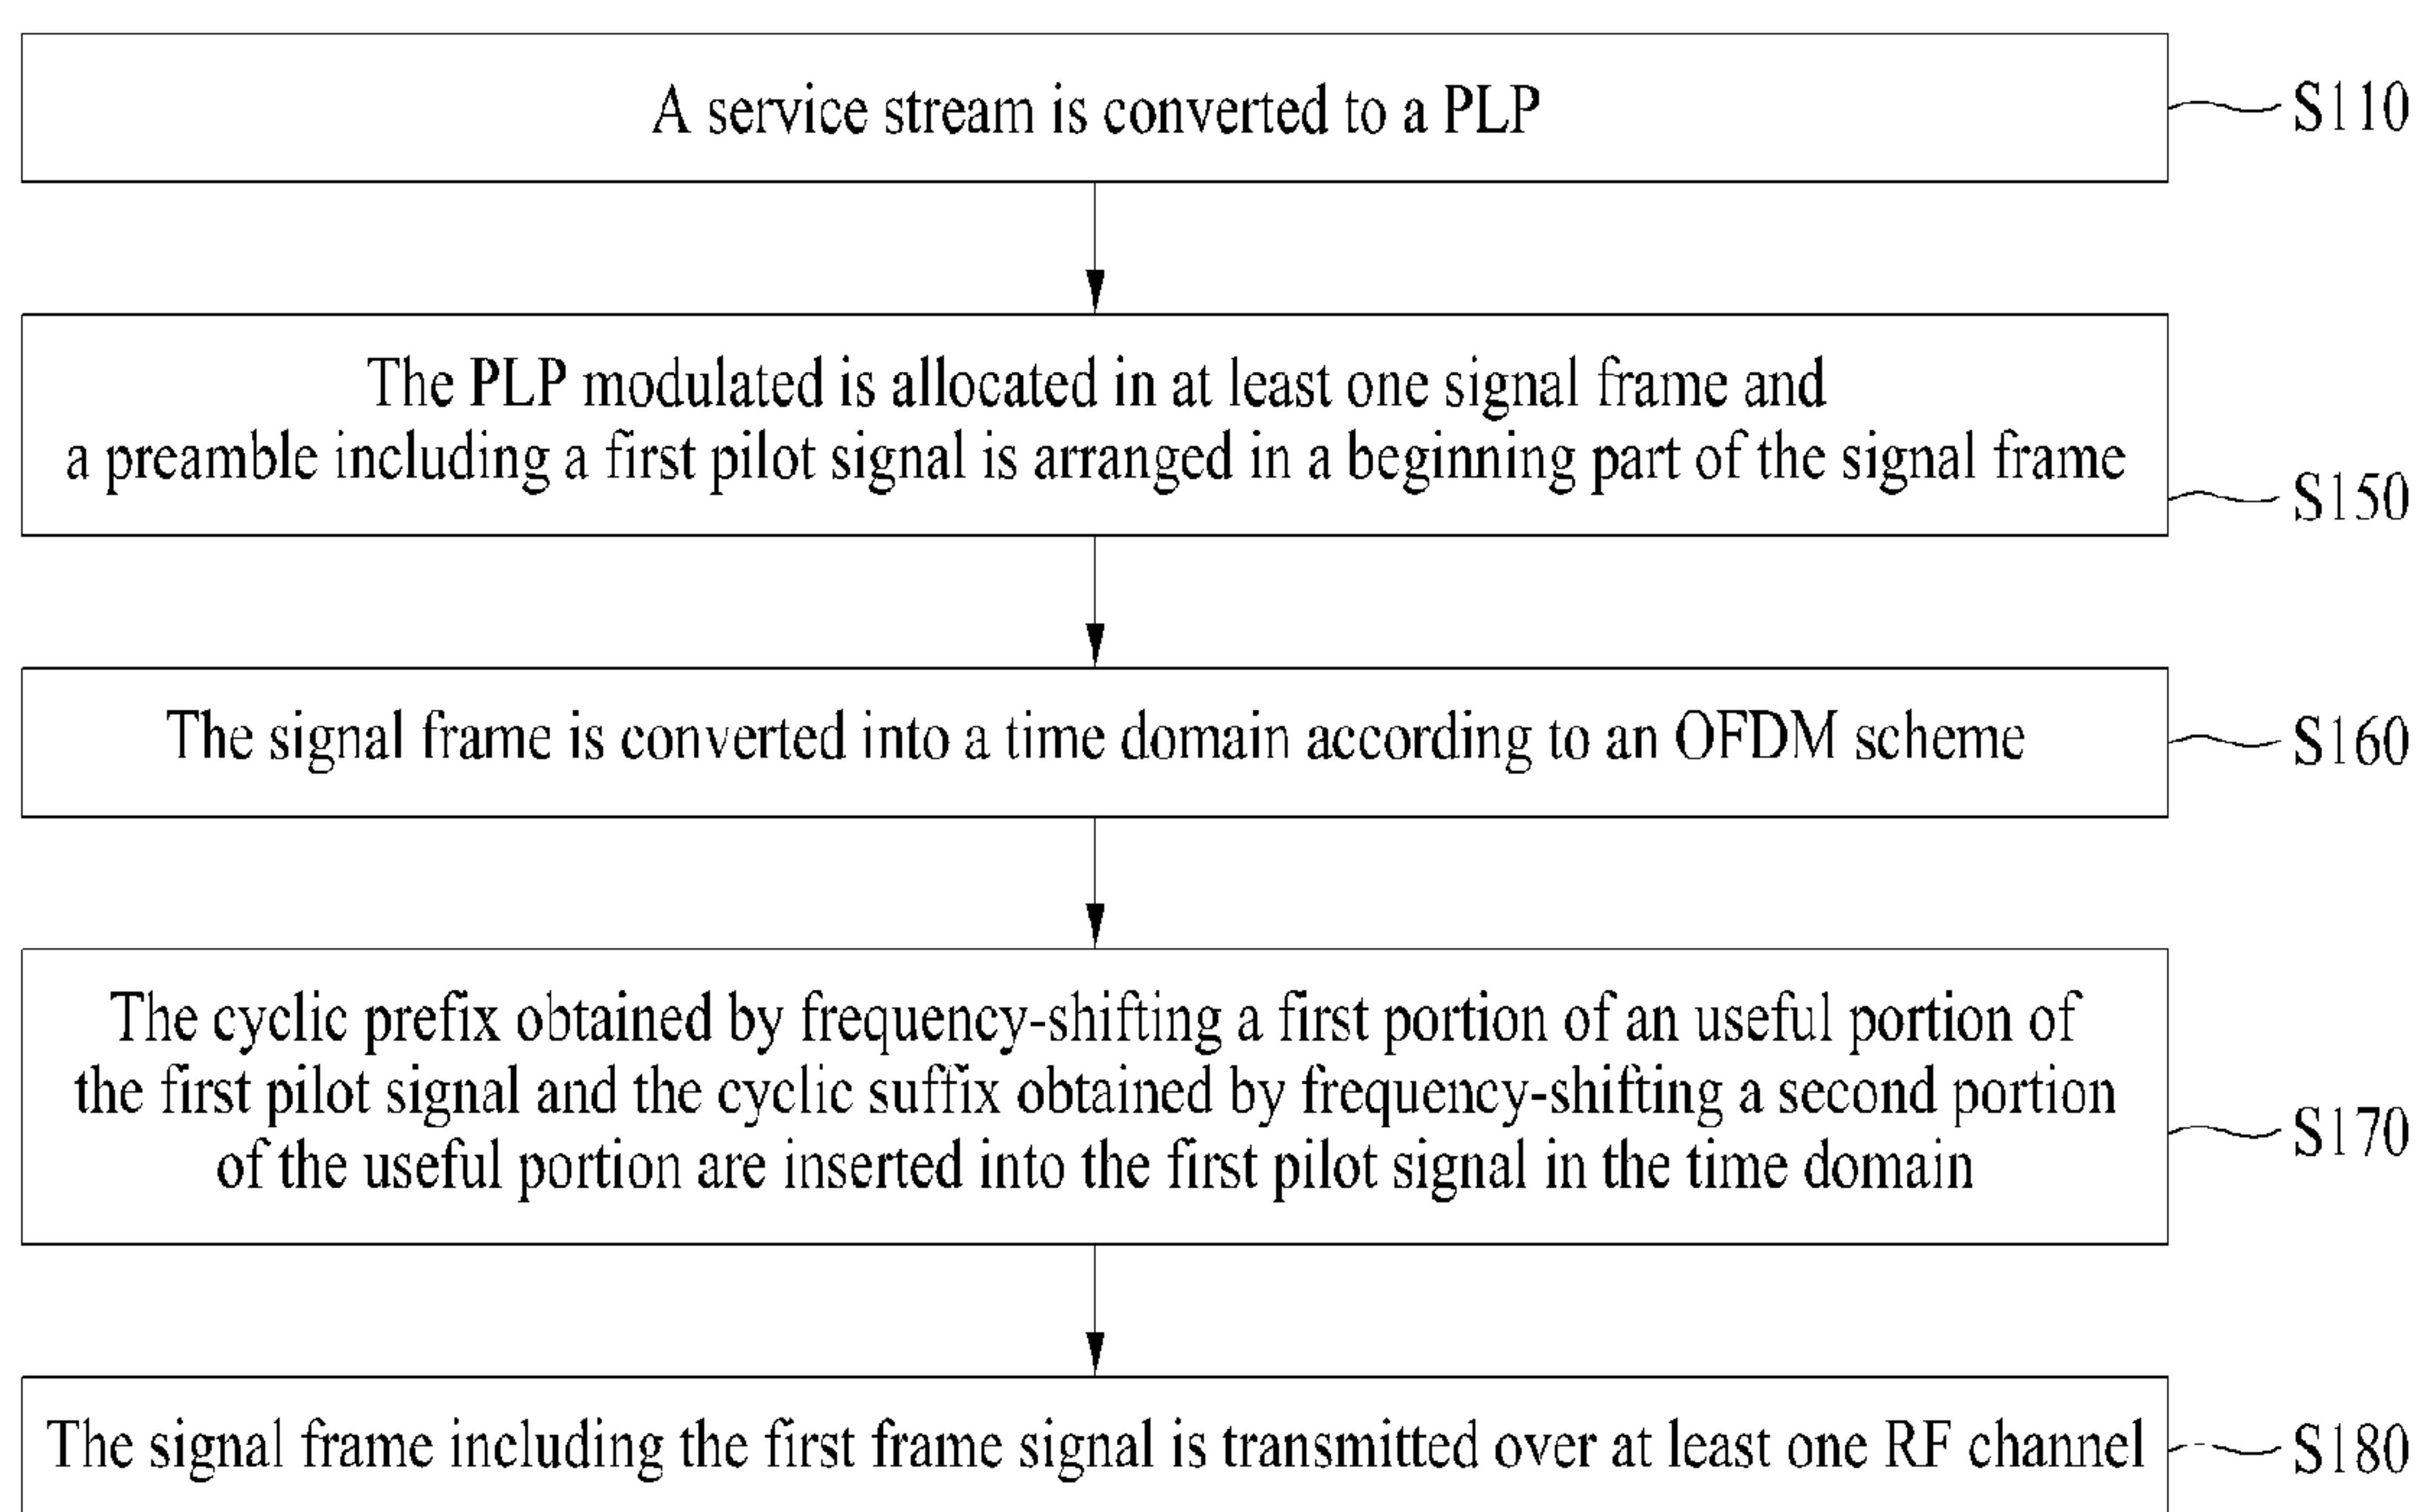 A service stream is converted to a PLP
S110
The PLP modulated is allocated in at least one signal frame and
a preamble including a first pilot signal is arranged in a beginning part of the signal frame
S150
The signal frame is converted into a time domain according to an OFDM scheme
S160
The cyclic prefix obtained by frequency-shifting a first portion of an useful portion of
the first pilot signal and the cyclic suffix obtained by frequency-shifting a second portion
of the useful portion are inserted into the first pilot signal in the time domain
S170
The signal frame including the first frame signal is transmitted over at least one RF channel
S180